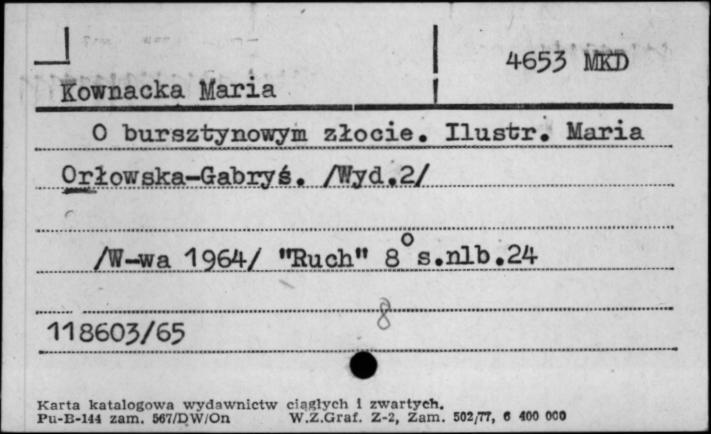 4653 MKD
Kownacka Maria
O bursztynowym złocie. Ilustr. Maria
Orłowska-Gabryś. /Wyd.2/
/W-wa 1964/ "Ruch" 8° s.nlb.24
8
118603/65
Karta katalogowa wydawnictw ciągłych i zwartych.
Pu-B-144 zam. 567/DW/On W.Z.Graf. Z-2, Zam. 502/77, 6 400 000